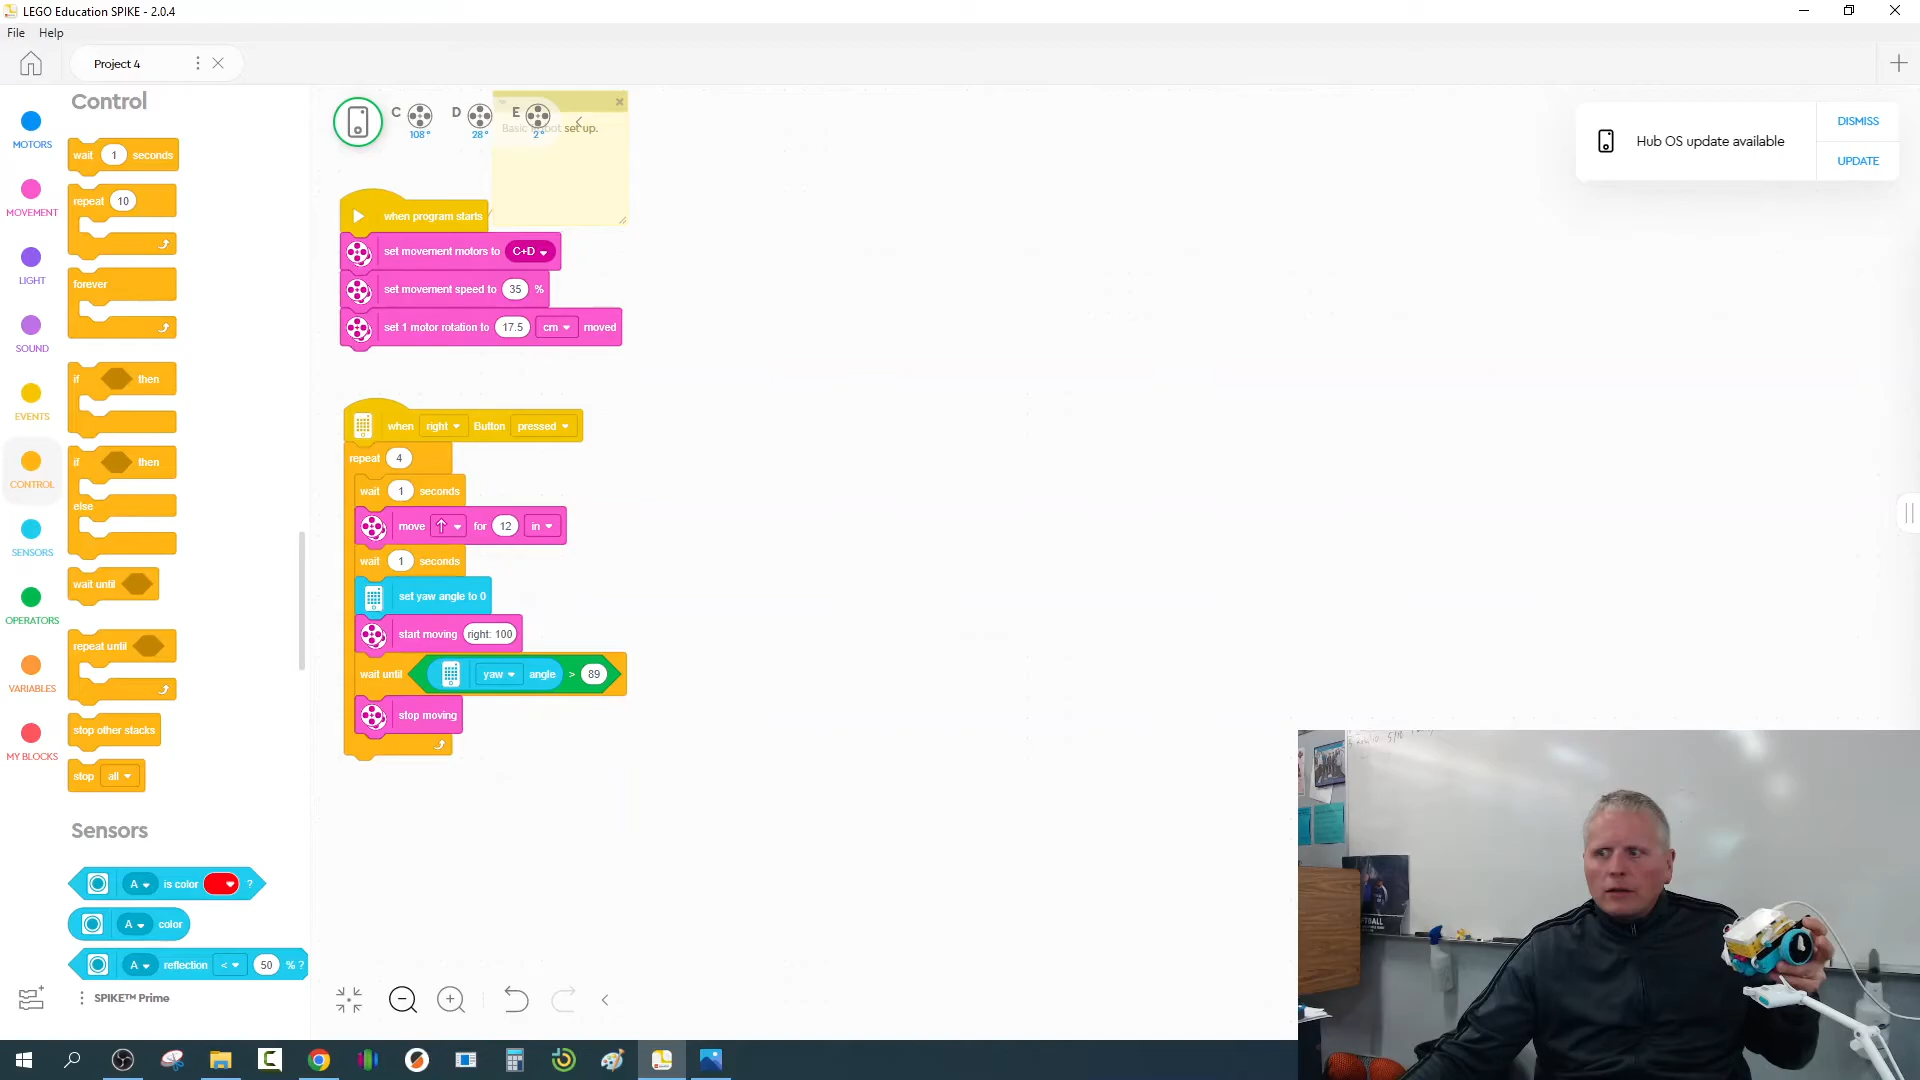 LEGO Education SPIKE - 2.0.4
File Help
Project 4
Control
C 108° D 28° E 2°
Basic set up.
Hub OS update available
DISMISS
UPDATE
MOTORS
MOVEMENT
LIGHT
SOUND
EVENTS
CONTROL
SENSORS
OPERATORS
VARIABLES
MY BLOCKS
wait 1 seconds
repeat 10
forever
if then
if then
else
wait until
repeat until
stop other stacks
stop all
Sensors
A is color ?
A color
A reflection < 50 % ?
SPIKE™ Prime
when program starts
set movement motors to C+D
set movement speed to 35 %
set 1 motor rotation to 17.5 cm moved
when right Button pressed
repeat 4
wait 1 seconds
move for 12 in
wait 1 seconds
set yaw angle to 0
start moving right: 100
wait until yaw angle > 89
stop moving